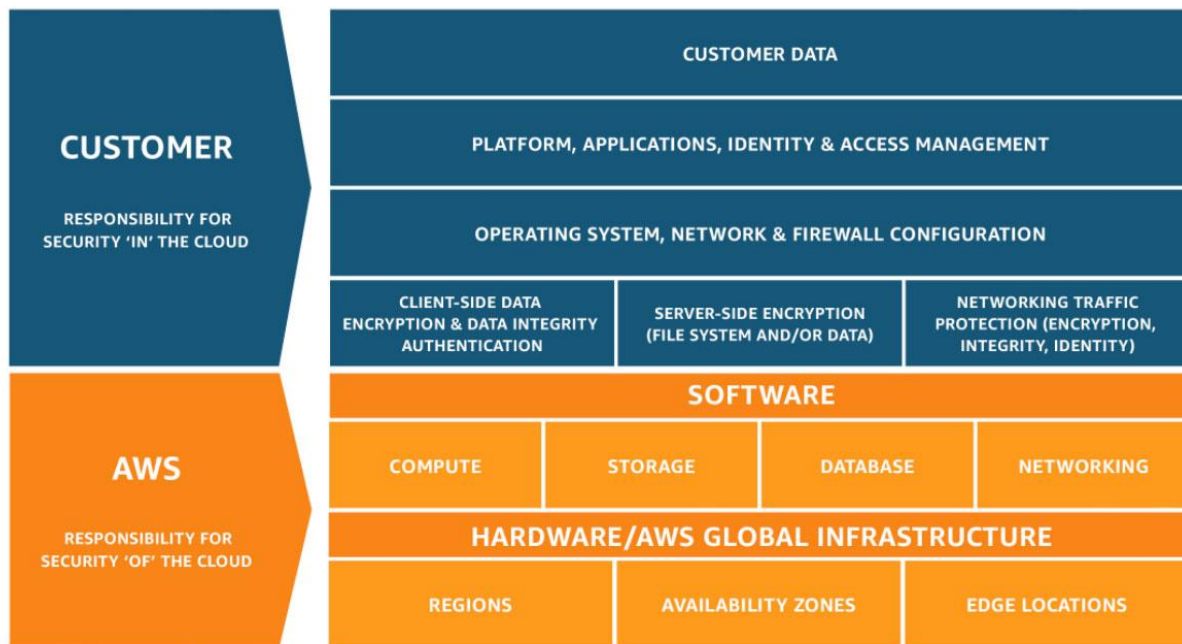 CUSTOMER
RESPONSIBILITY FOR
SECURITY ‘IN’ THE CLOUD
CUSTOMER DATA
PLATFORM, APPLICATIONS, IDENTITY & ACCESS MANAGEMENT
OPERATING SYSTEM, NETWORK & FIREWALL CONFIGURATION
CLIENT-SIDE DATA
ENCRYPTION & DATA INTEGRITY
AUTHENTICATION
SERVER-SIDE ENCRYPTION
(FILE SYSTEM AND/OR DATA)
NETWORKING TRAFFIC
PROTECTION (ENCRYPTION,
INTEGRITY, IDENTITY)
AWS
RESPONSIBILITY FOR
SECURITY ‘OF’ THE CLOUD
SOFTWARE
COMPUTE
STORAGE
DATABASE
NETWORKING
HARDWARE/AWS GLOBAL INFRASTRUCTURE
REGIONS
AVAILABILITY ZONES
EDGE LOCATIONS